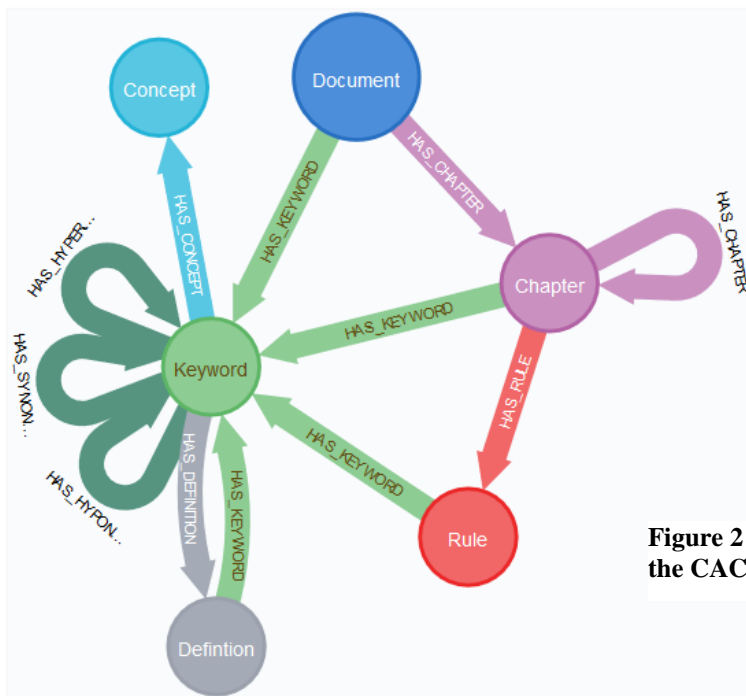 Concept
Document
HAS_CHAPTER
HAS_KEYWORD
HAS_CONCEPT
HAS_CHAPTER
HAS_HYPER...
Chapter
HAS_KEYWORD
Keyword
HAS_SYNON...
HAS_RULE
HAS_KEYWORD
HAS_HYPON...
HAS_DEFINITION
HAS_KEYWORD
Rule
Figure 2
the CAC
Defintion